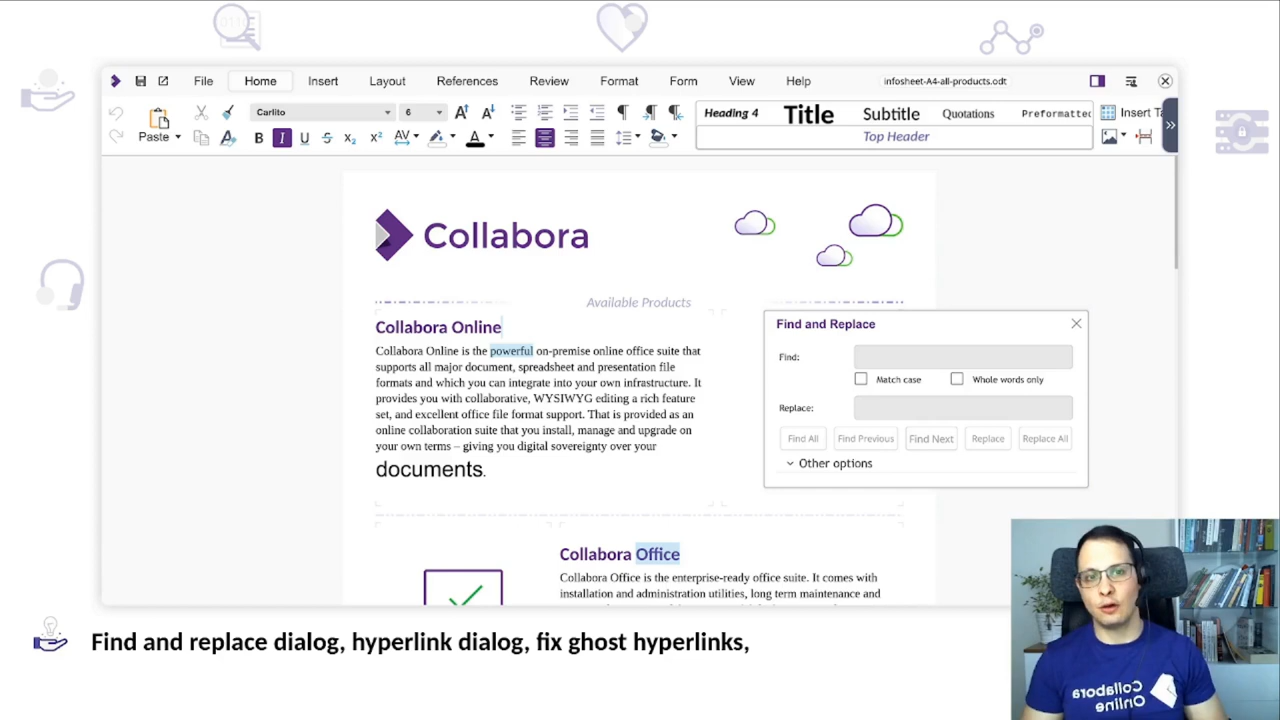 File Home Insert Layout References Review Format Form View Help infosheet-A4-all-products.odt
Carlito 6 Heading 4 Title Subtitle Quotations Preformatted Insert Ta
Paste Top Header
Collabora
Available Products
Collabora Online
Collabora Online is the powerful on-premise online office suite that
supports all major document, spreadsheet and presentation file
formats and which you can integrate into your own infrastructure. It
provides you with collaborative, WYSIWYG editing a rich feature
set, and excellent office file format support. That is provided as an
online collaboration suite that you install, manage and upgrade on
your own terms – giving you digital sovereignty over your
documents.
Find and Replace
Find:
Match case Whole words only
Replace:
Find All Find Previous Find Next Replace Replace All
Other options
Collabora Office
Collabora Office is the enterprise-ready office suite. It comes with
installation and administration utilities, long term maintenance and
Find and replace dialog, hyperlink dialog, fix ghost hyperlinks,
Collabora
Online